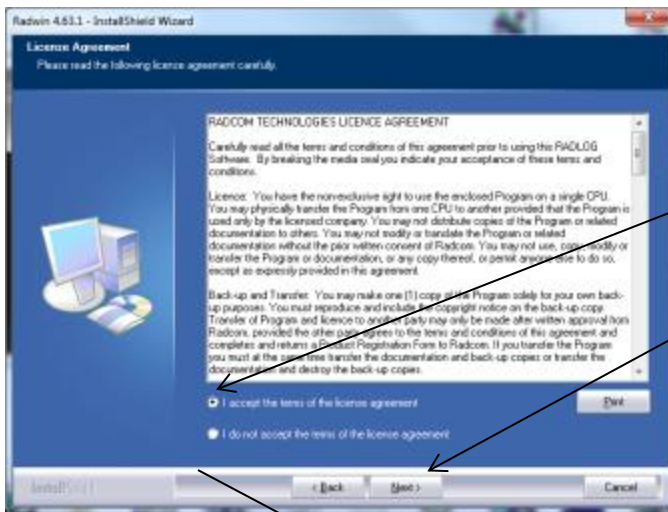 Radwin 4.63.1 - InstallShield Wizard
License Agreement
Please read the following license agreement carefully.
RADCOM TECHNOLOGIES LICENCE AGREEMENT
Carefully read all the terms and conditions of this agreement prior to using this RADLOG
Software. By breaking the media seal you indicate your acceptance of these terms and
conditions.
Licence: You have the non-exclusive right to use the enclosed Program on a single CPU.
You may physically transfer the Program from one CPU to another provided that the Program is
used only by the licensed company. You may not distribute copies of the Program or related
documentation to others. You may not modify or translate the Program or related
documentation without the prior written consent of Radcom. You may not use, copy, modify or
transfer the Program or documentation, or any copy thereof, or permit anyone else to do so,
except as expressly provided in this agreement.
Back-up and Transfer: You may make one (1) copy of the Program solely for your own back-
up purposes. You must reproduce and include the copyright notice on the back-up copy.
Transfer of Program and licence to another party may only be made after written approval from
Radcom, provided the other party agrees to the terms and conditions of this agreement and
completes and returns a Product Registration Form to Radcom. If you transfer the Program
you must at the same time transfer the documentation and back-up copies or transfer the
documentation and destroy the back-up copies.
I accept the terms of the license agreement
Print
I do not accept the terms of the license agreement
InstallShield
< Back
Next >
Cancel